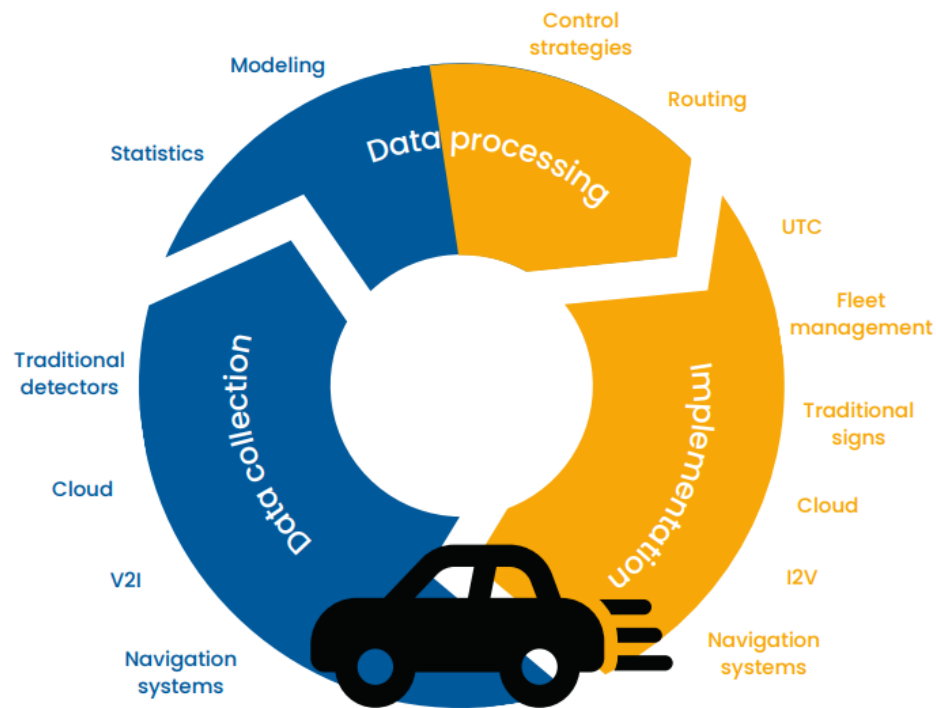 Control
strategies
Modeling
Routing
Data processing
Statistics
UTC
Fleet
management
Traditional
detectors
Data collection
Implementation
Traditional
signs
Cloud
Cloud
V2I
I2V
Navigation
systems
Navigation
systems